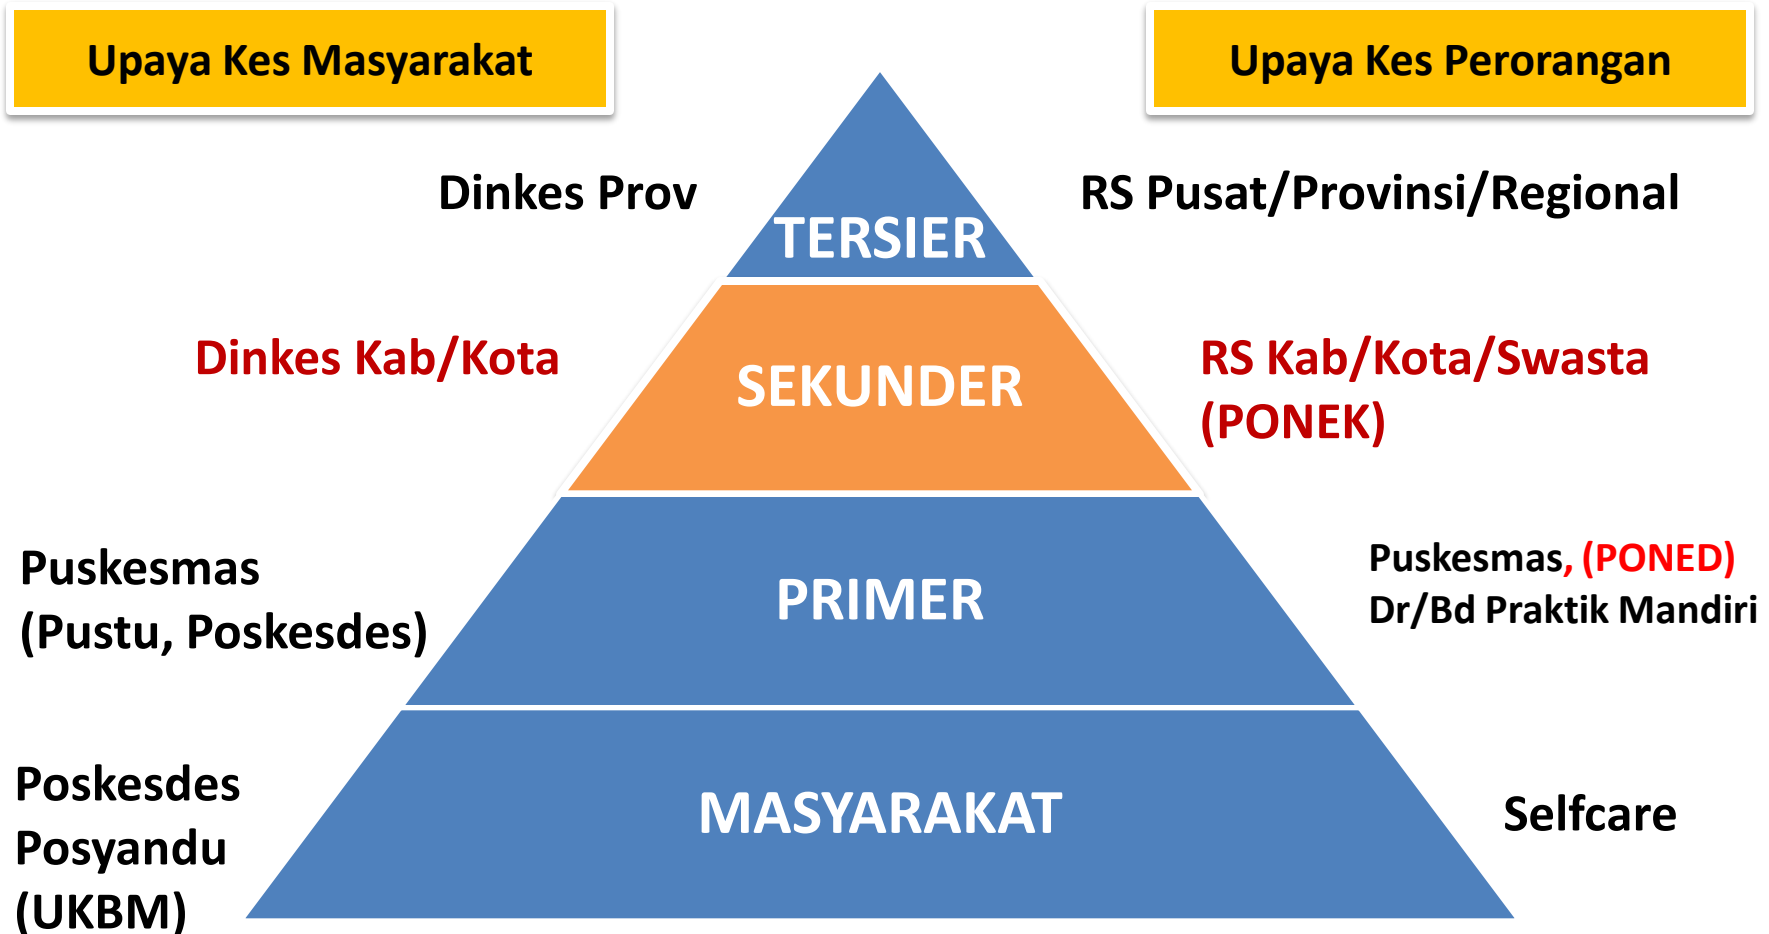 Upaya Kes Masyarakat
Upaya Kes Perorangan
Dinkes Prov
TERSIER
RS Pusat/Provinsi/Regional
Dinkes Kab/Kota
SEKUNDER
RS Kab/Kota/Swasta
(PONEK)
Puskesmas
(Pustu, Poskesdes)
PRIMER
Puskesmas, (PONED)
Dr/Bd Praktik Mandiri
Poskesdes
Posyandu
(UKBM)
MASYARAKAT
Selfcare